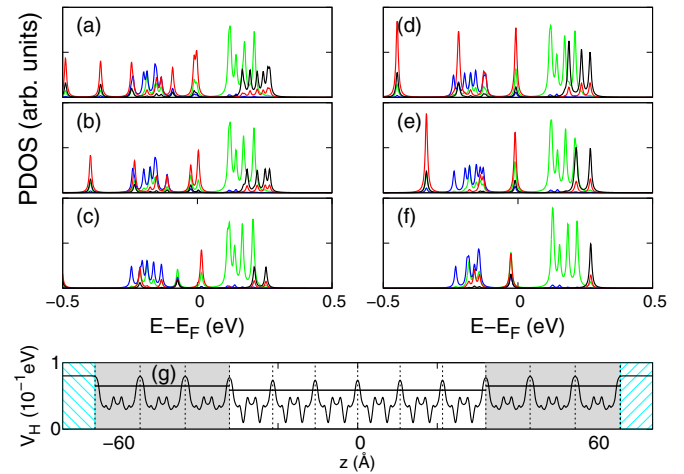 (a) (d)
PDOS (arb. units)
(b) (e)
(c) (f)
-0.5 0 0.5 -0.5 0 0.5
E−E_F (eV) E−E_F (eV)
1 (g)
V_H (10^-1 eV)
0
−60 0 60
z (Å)